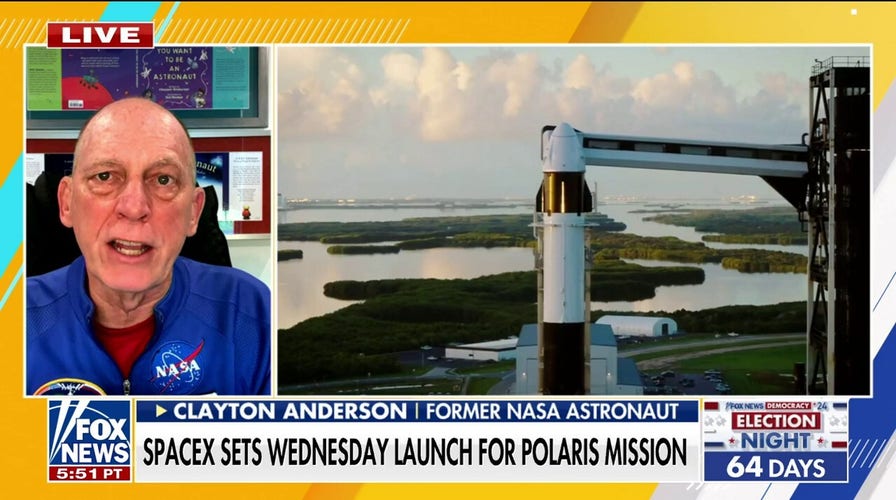 LIVE
YOU WANT TO BE
AN
ASTRONAUT
NASA
CLAYTON ANDERSON | FORMER NASA ASTRONAUT
FOX
NEWS
5:51 PT
SPACEX SETS WEDNESDAY LAUNCH FOR POLARIS MISSION
FOX NEWS DEMOCRACY 24
ELECTION
NIGHT
64 DAYS